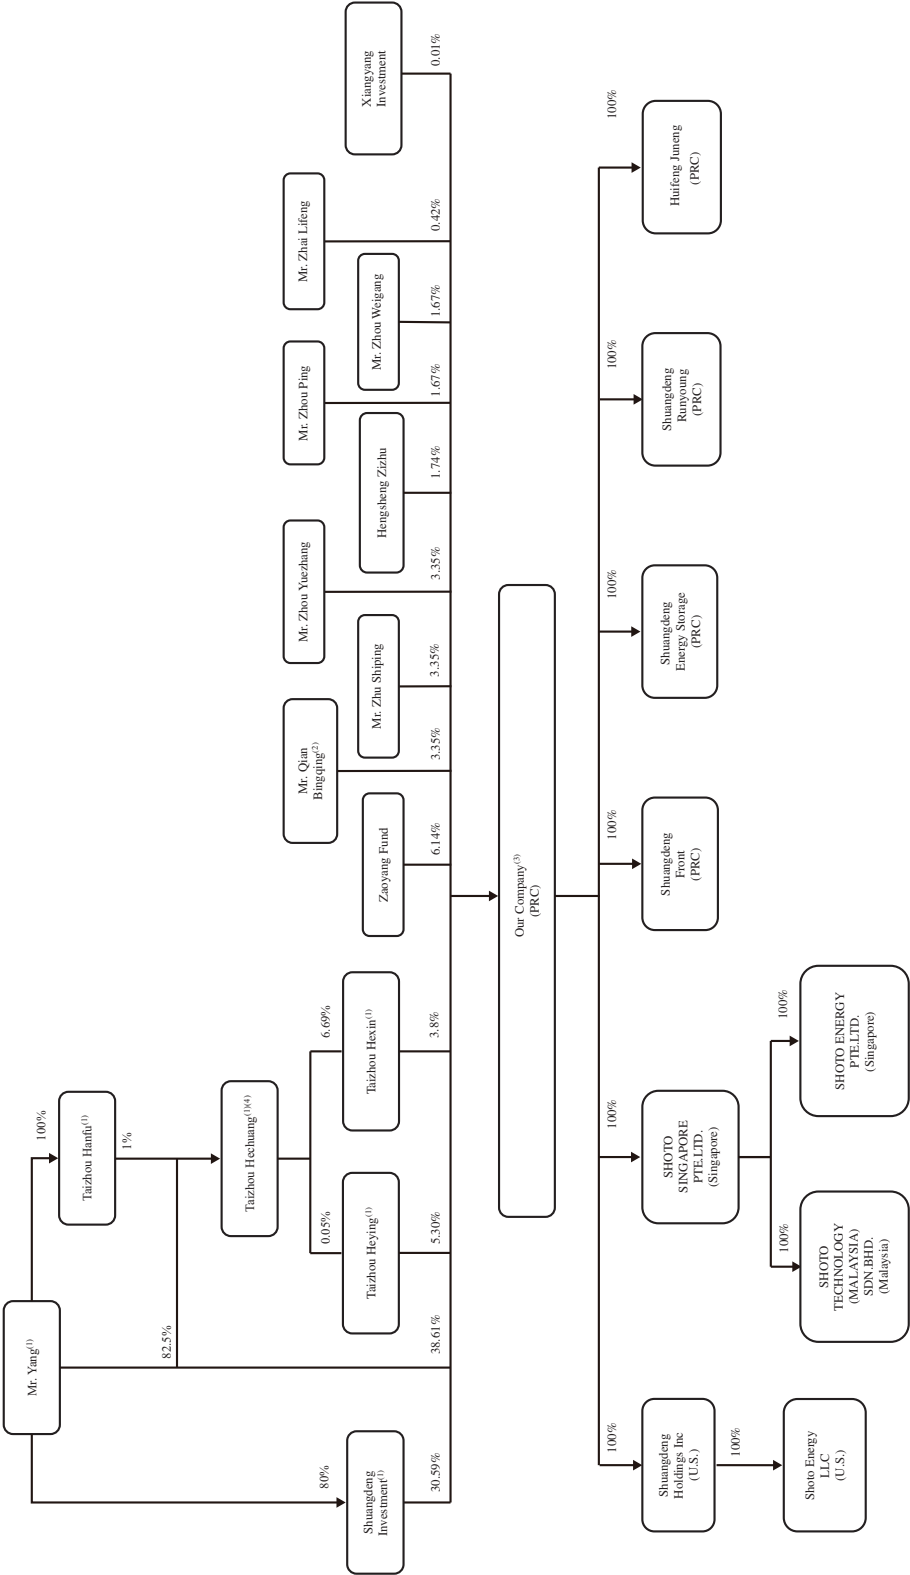 Mr. Yang(1)
100%
Taizhou Hanfu(1)
1%
82.5%
Taizhou Hechuang(1)(4)
80%
0.05%
6.69%
Shuangdeng
Investment(1)
Taizhou Heying(1)
Taizhou Hexin(1)
Zaoyang Fund
Mr. Qian
Bingqing(2)
Mr. Zhu Shiping
Mr. Zhou Yuezhang
Hengsheng Zizhu
Mr. Zhou Ping
Mr. Zhou Weigang
Mr. Zhai Lifeng
Xiangyang
Investment
30.59%
38.61%
5.30%
3.8%
6.14%
3.35%
3.35%
3.35%
1.74%
1.67%
1.67%
0.42%
0.01%
Our Company(3)
(PRC)
100%
100%
100%
100%
100%
100%
Shuangdeng
Holdings Inc
(U.S.)
SHOTO
SINGAPORE
PTE.LTD.
(Singapore)
Shuangdeng
Front
(PRC)
Shuangdeng
Energy Storage
(PRC)
Shuangdeng
Runyoung
(PRC)
Huifeng Juneng
(PRC)
100%
100%
100%
Shoto Energy
LLC
(U.S.)
SHOTO
TECHNOLOGY
(MALAYSIA)
SDN.BHD.
(Malaysia)
SHOTO ENERGY
PTE.LTD.
(Singapore)